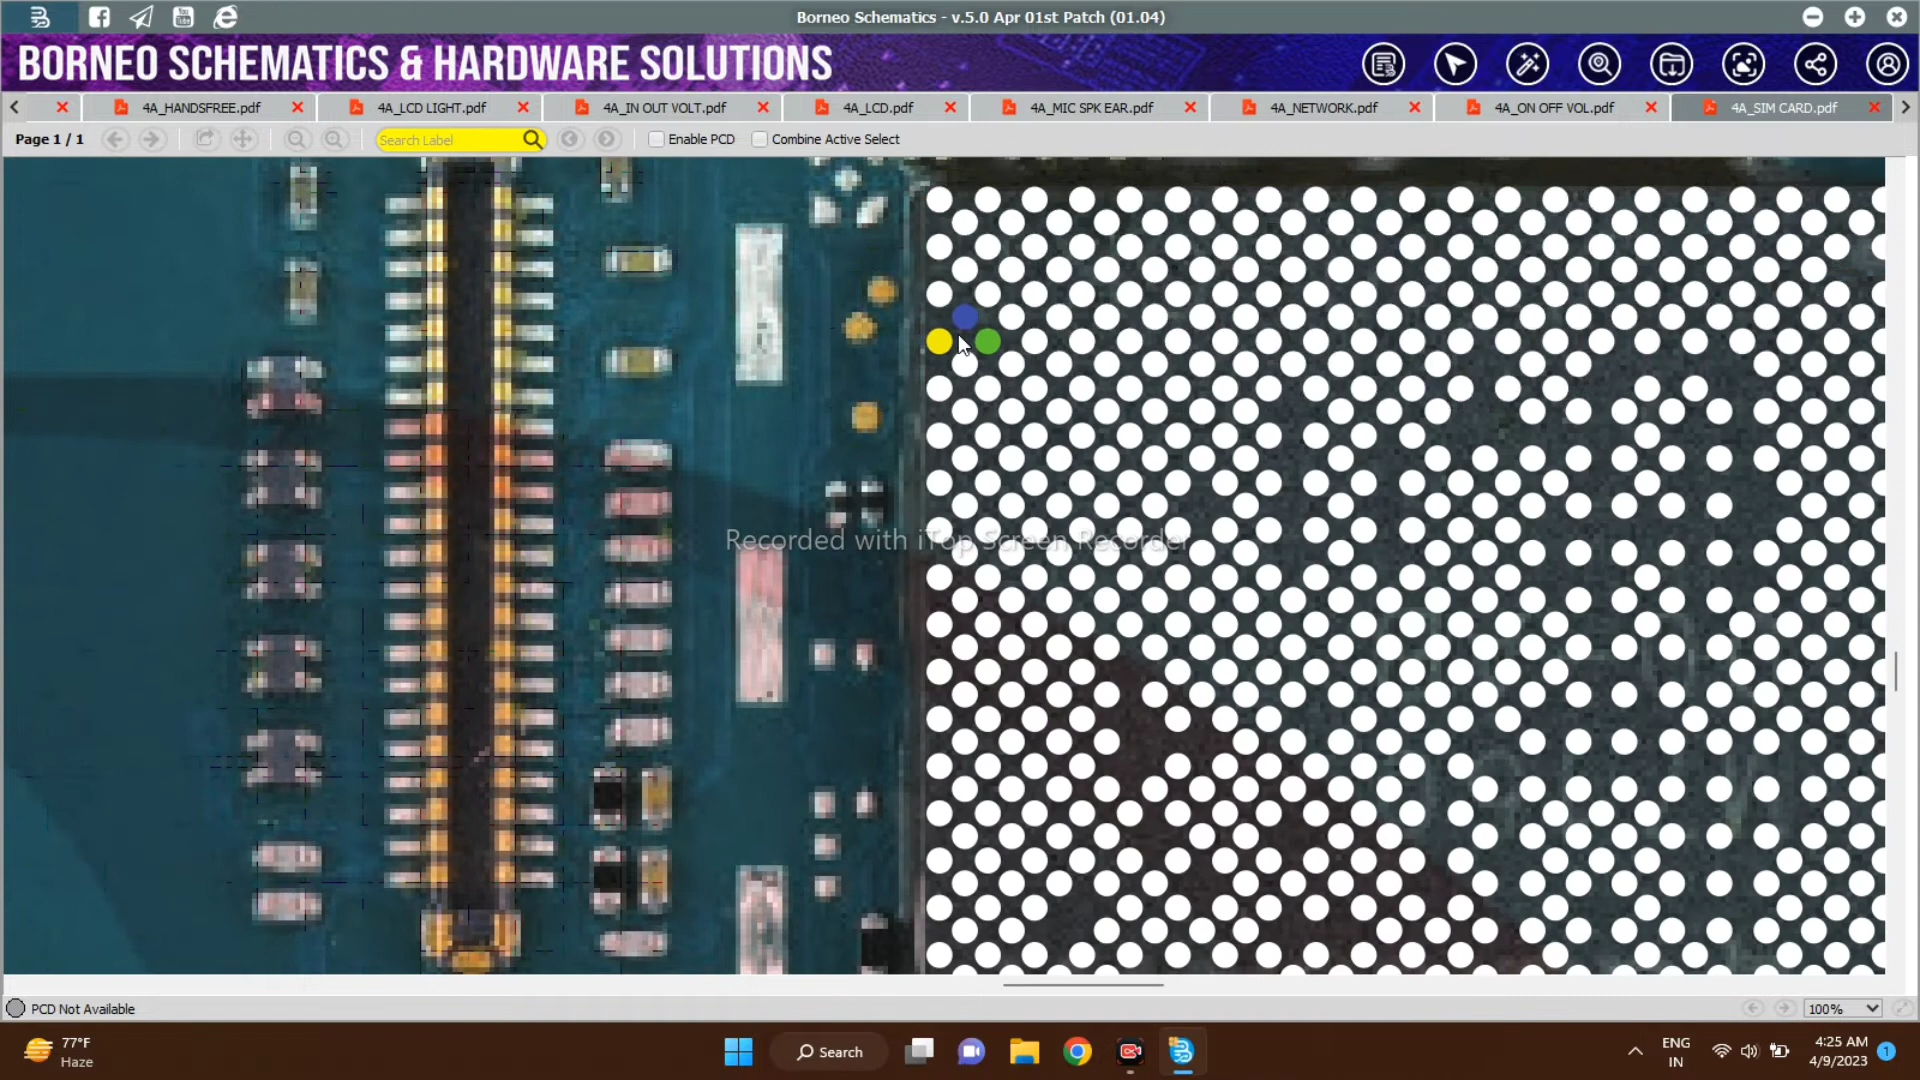 Borneo Schematics - v.5.0 Apr 01st Patch (01.04)
BORNEO SCHEMATICS & HARDWARE SOLUTIONS
4A_HANDSFREE.pdf 4A_LCD LIGHT.pdf 4A_IN OUT VOLT.pdf 4A_LCD.pdf 4A_MIC SPK EAR.pdf 4A_NETWORK.pdf 4A_ON OFF VOL.pdf 4A_SIM CARD.pdf
Page 1 / 1 Search Label Enable PCD Combine Active Select
Recorded with iTop Screen Recorder
PCD Not Available 100%
77°F
Haze
Search
ENG
IN
4:25 AM
4/9/2023
1